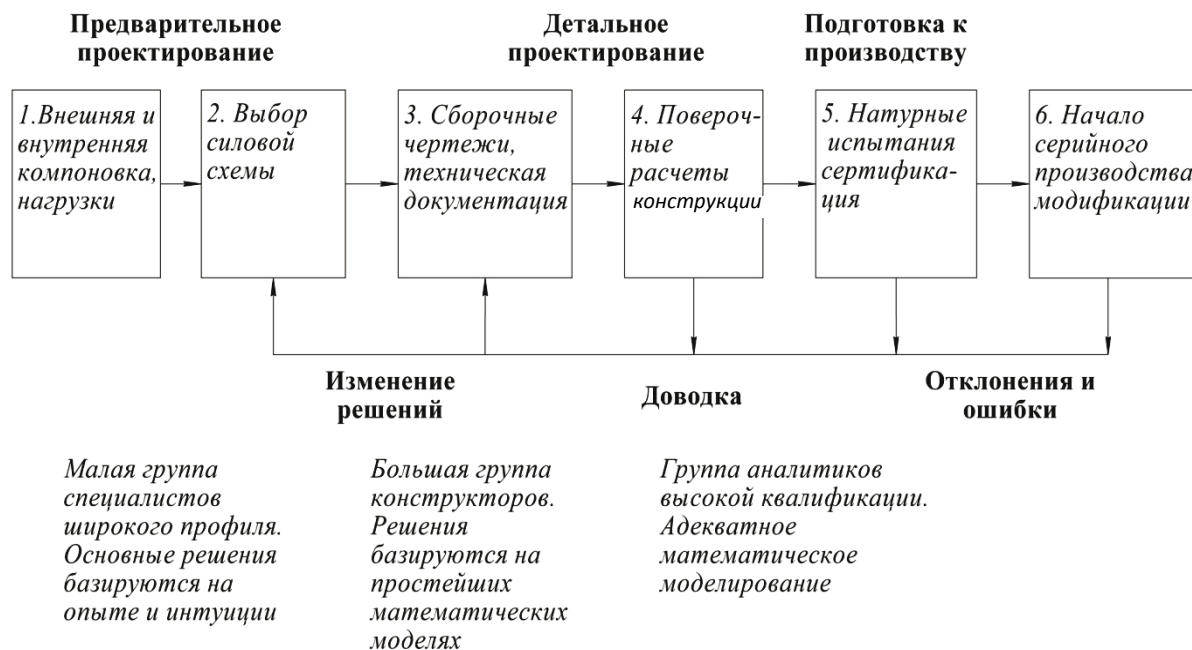 Предварительное
проектирование
Детальное
проектирование
Подготовка к
производству
1.Внешняя и
внутренняя
компоновка,
нагрузки
2. Выбор
силовой
схемы
3. Сборочные
чертежи,
техническая
документация
4. Повероч-
ные
расчеты
конструкции
5. Натурные
испытания
сертифика-
ция
6. Начало
серийного
производства,
модификации
Изменение
решений
Доводка
Отклонения и
ошибки
Малая группа
специалистов
широкого профиля.
Основные решения
базируются на
опыте и интуиции
Большая группа
конструкторов.
Решения
базируются на
простейших
математических
моделях
Группа аналитиков
высокой квалификации.
Адекватное
математическое
моделирование